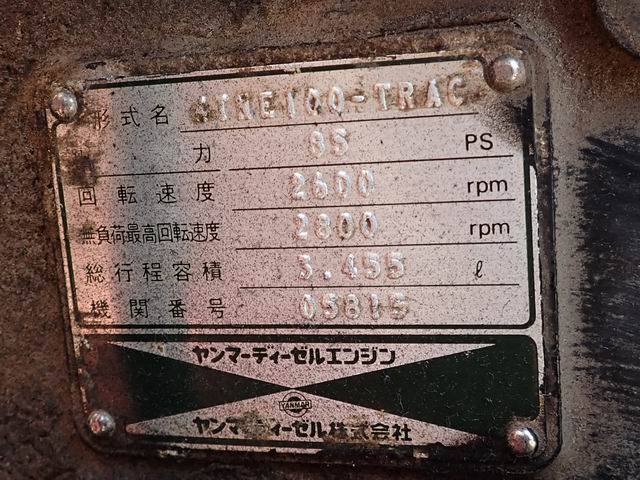 形式名 4TNE100-TRAC
力 85 PS
回転速度 2600 rpm
無負荷最高回転速度 2800 rpm
総行程容積 3.455 ℓ
機関番号 05815
ヤンマーディーゼルエンジン
YANMAR
ヤンマーディーゼル株式会社